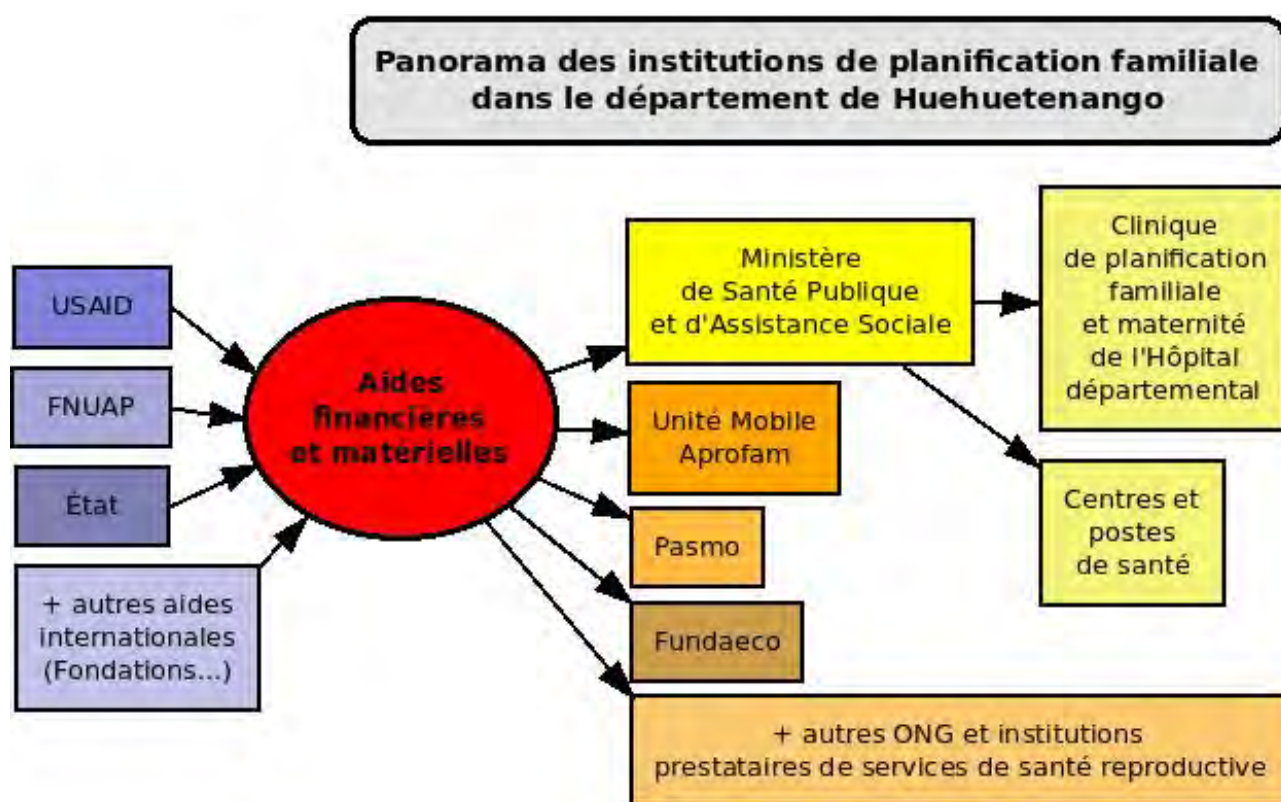 Panorama des institutions de planification familiale
dans le département de Huehuetenango
USAID
FNUAP
État
+ autres aides
internationales
(Fondations...)
Aides
financières
et matérielles
Ministère
de Santé Publique
et d'Assistance Sociale
Unité Mobile
Aprofam
Pasmo
Fundaeco
+ autres ONG et institutions
prestataires de services de santé reproductive
Clinique
de planification
familiale
et maternité
de l'Hôpital
départemental
Centres et
postes
de santé